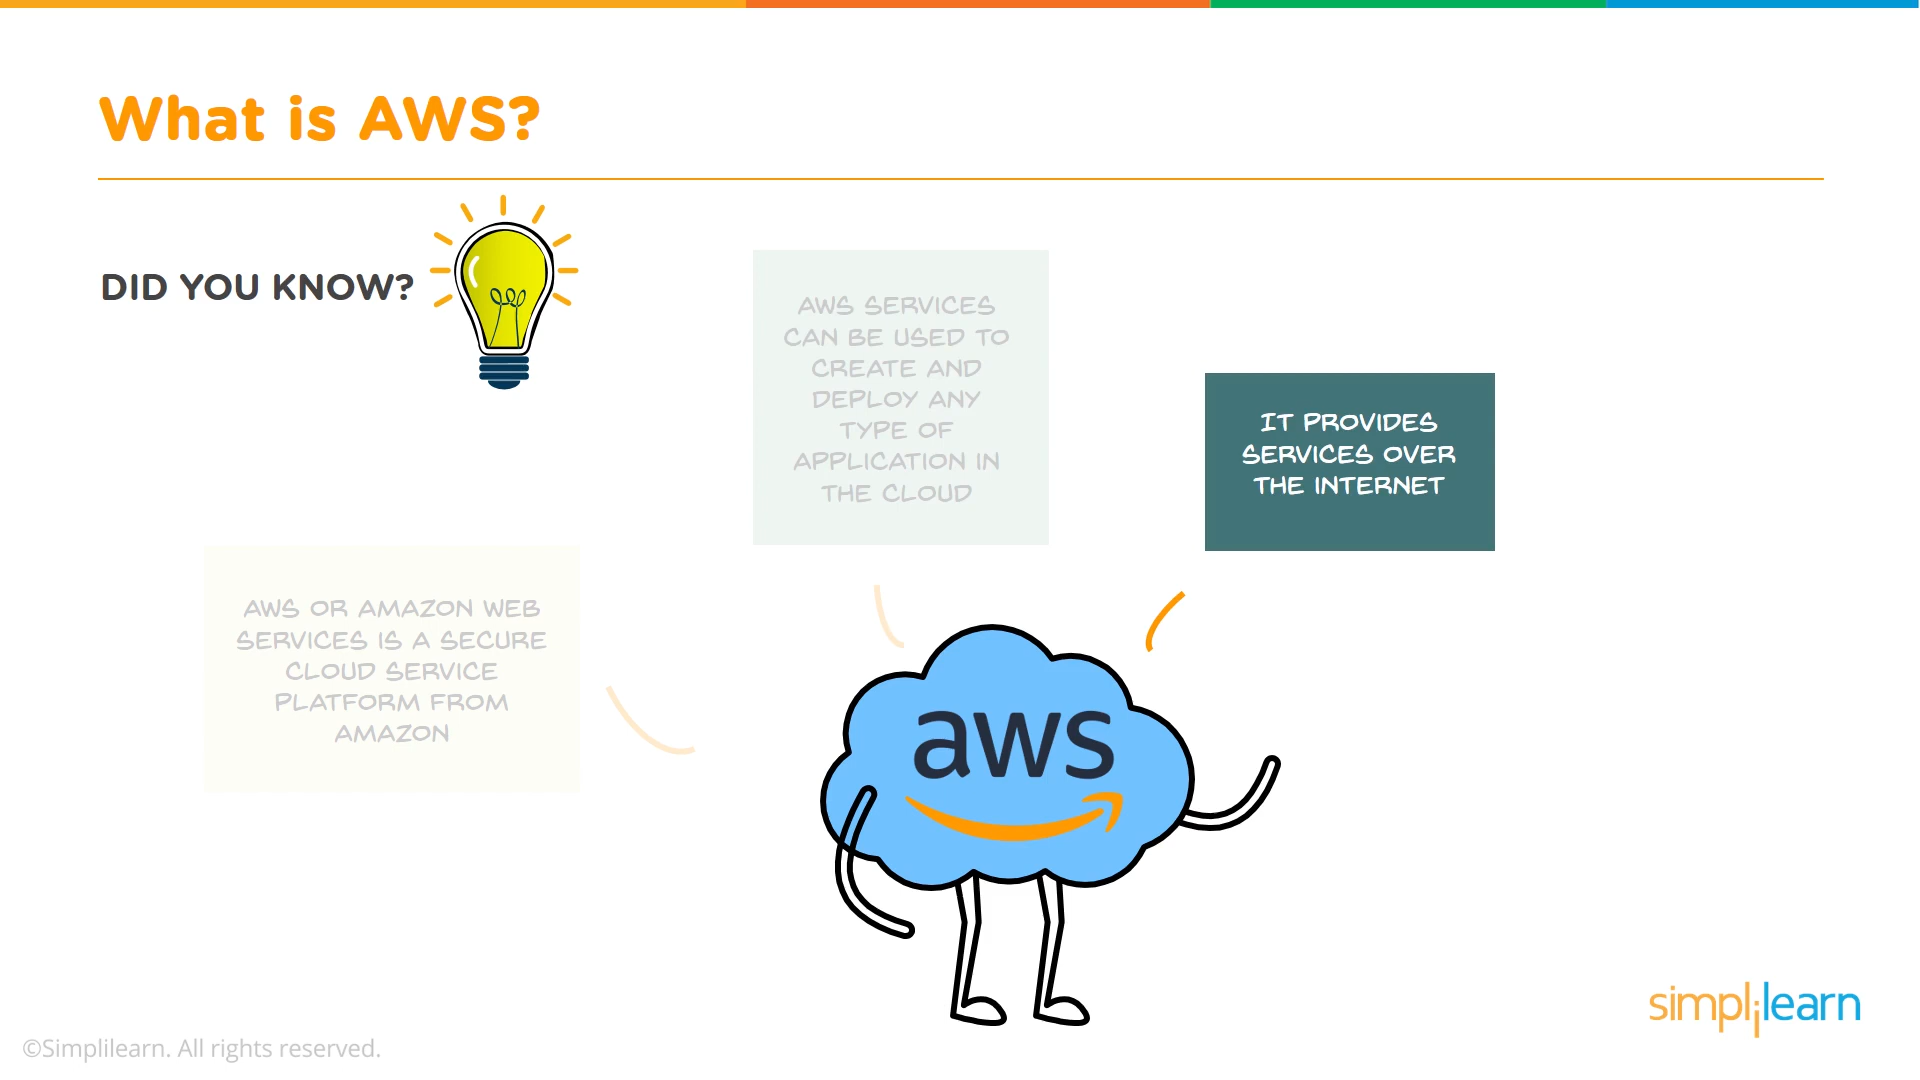 What is AWS?
DID YOU KNOW?
AWS OR AMAZON WEB
SERVICES IS A SECURE
CLOUD SERVICE
PLATFORM FROM
AMAZON
AWS SERVICES
CAN BE USED TO
CREATE AND
DEPLOY ANY
TYPE OF
APPLICATION IN
THE CLOUD
IT PROVIDES
SERVICES OVER
THE INTERNET
aws
simplilearn
©Simplilearn. All rights reserved.